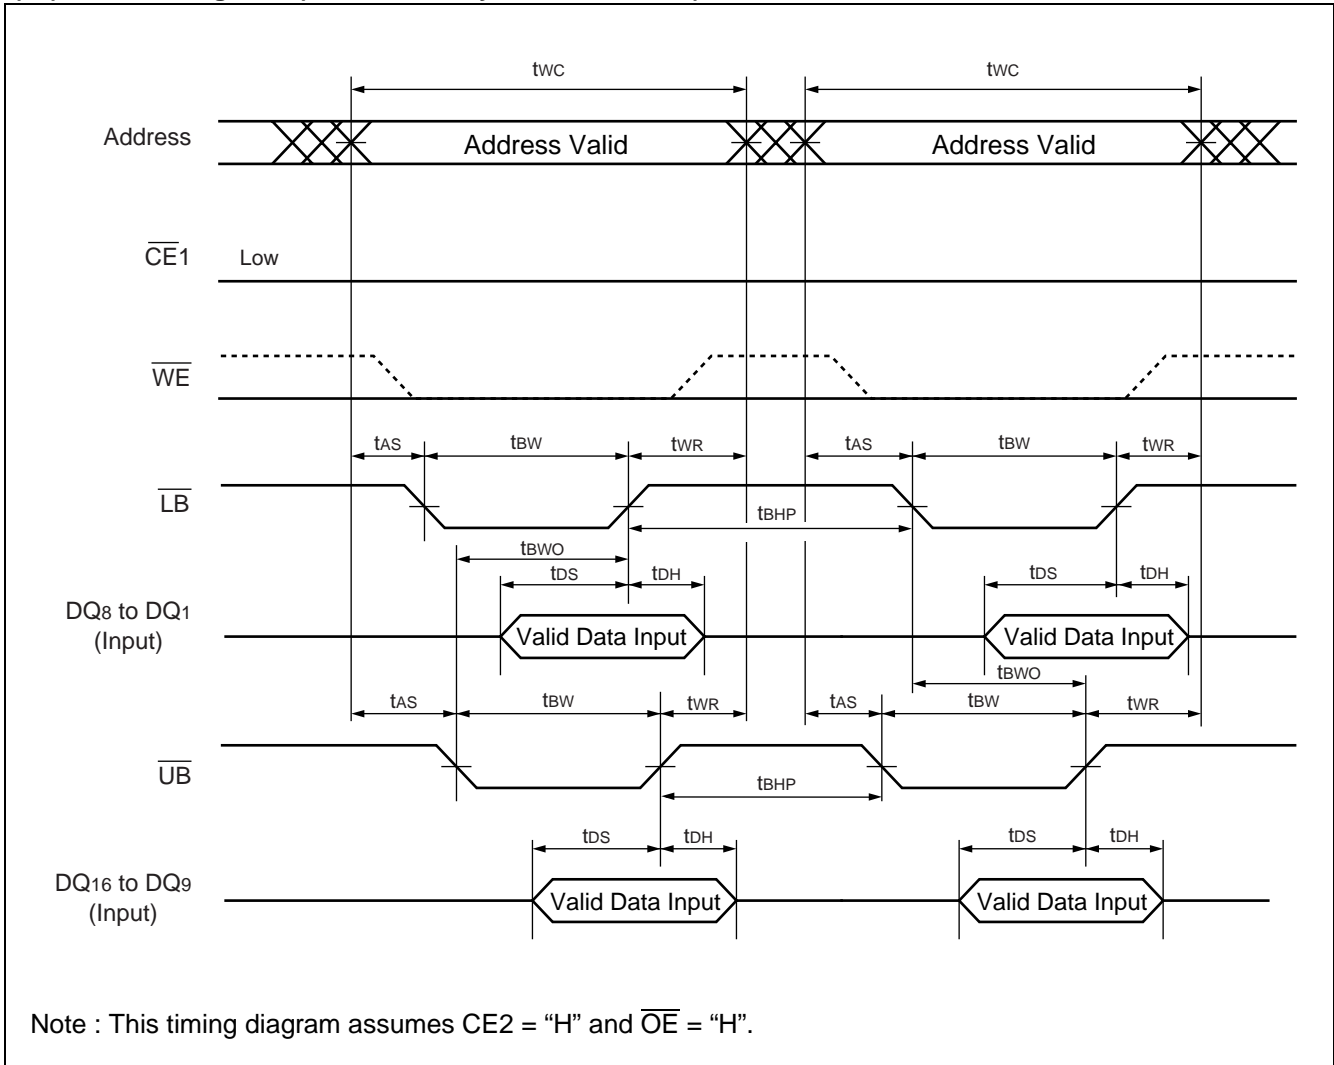 tWC tWC
Address Address Valid Address Valid
CE1 Low
WE
tAS tBW tWR tAS tBW tWR
LB
tBHP
tBWO
tDS tDH tDS tDH
DQ8 to DQ1
(Input)
Valid Data Input Valid Data Input
tBWO
tAS tBW tWR tAS tBW tWR
UB
tBHP
tDS tDH tDS tDH
DQ16 to DQ9
(Input)
Valid Data Input Valid Data Input
Note : This timing diagram assumes CE2 = “H” and OE = “H”.